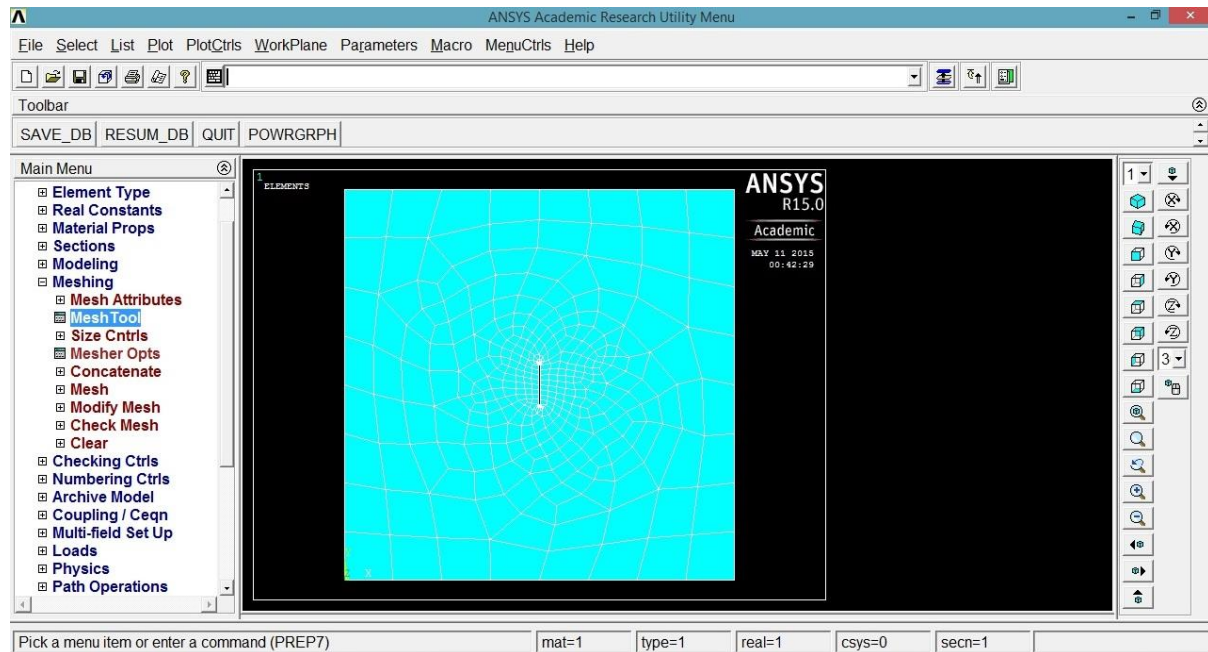 ANSYS Academic Research Utility Menu
File Select List Plot PlotCtrls WorkPlane Parameters Macro MenuCtrls Help
Toolbar
SAVE_DB RESUM_DB QUIT POWRGRPH
Main Menu
Element Type
Real Constants
Material Props
Sections
Modeling
Meshing
Mesh Attributes
MeshTool
Size Cntrls
Mesher Opts
Concatenate
Mesh
Modify Mesh
Check Mesh
Clear
Checking Ctrls
Numbering Ctrls
Archive Model
Coupling / Ceqn
Multi-field Set Up
Loads
Physics
Path Operations
1
ELEMENTS
ANSYS
R15.0
Academic
MAY 11 2015
00:42:29
X
1
3
Pick a menu item or enter a command (PREP7) mat=1 type=1 real=1 csys=0 secn=1